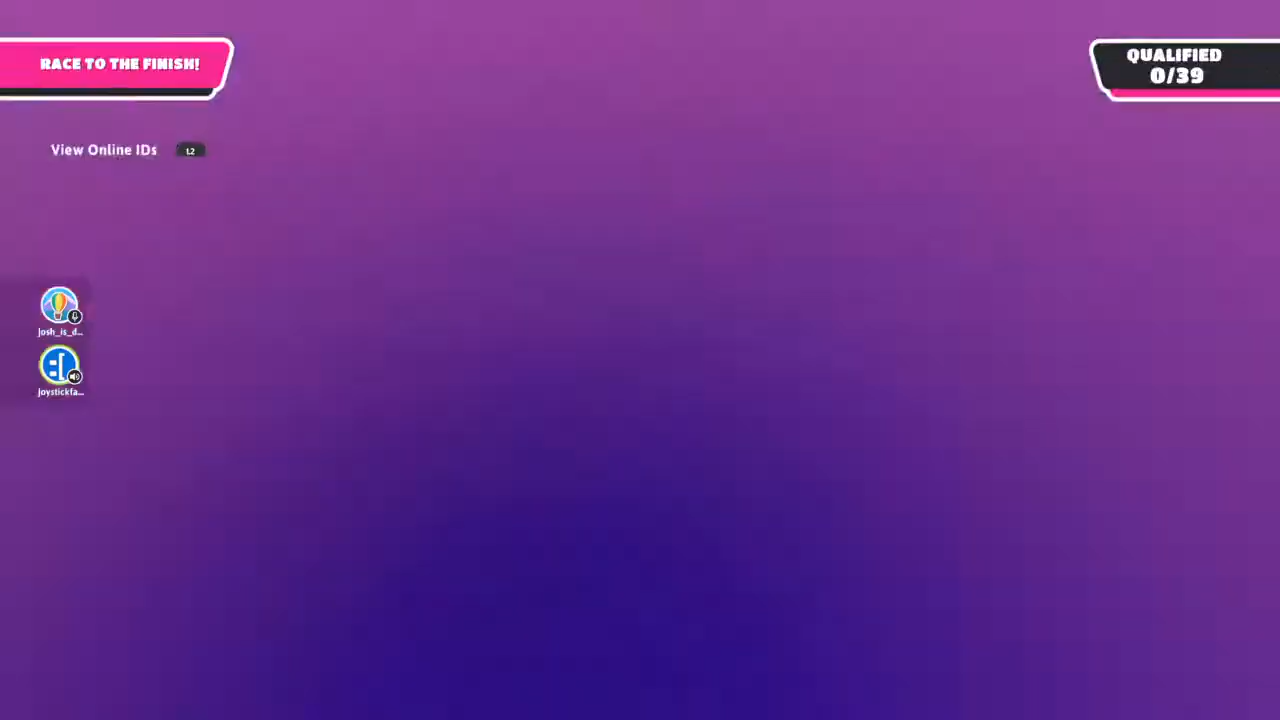 RACE TO THE FINISH!
QUALIFIED
0/39
View Online IDs L2
Josh_is_d...
Joystickfa...